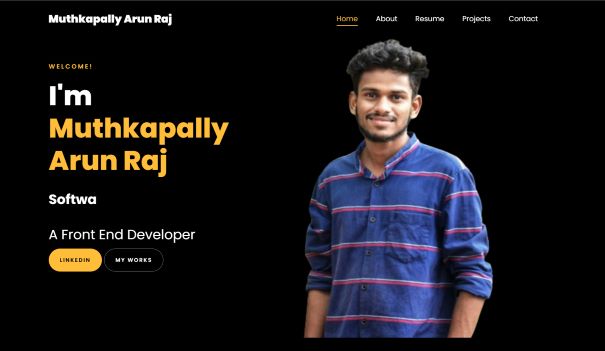 Muthkapally Arun Raj
Home About Resume Projects Contact
WELCOME!
I'm
Muthkapally
Arun Raj
Softwa
A Front End Developer
LINKEDIN MY WORKS